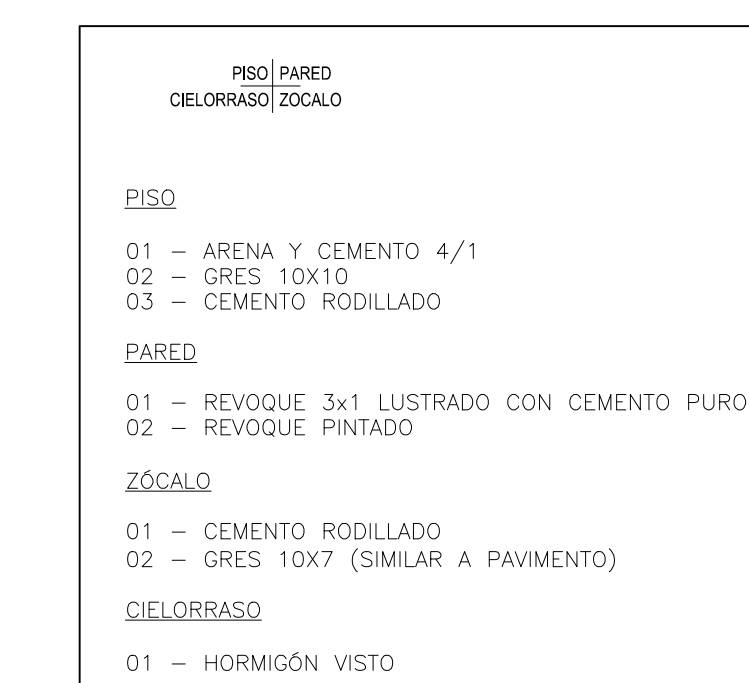 PISO PARED
CIELORRASO ZOCALO
PISO
01 – ARENA Y CEMENTO 4/1
02 – GRES 10X10
03 – CEMENTO RODILLADO
PARED
01 – REVOQUE 3x1 LUSTRADO CON CEMENTO PURO
02 – REVOQUE PINTADO
ZÓCALO
01 – CEMENTO RODILLADO
02 – GRES 10X7 (SIMILAR A PAVIMENTO)
CIELORRASO
01 – HORMIGÓN VISTO